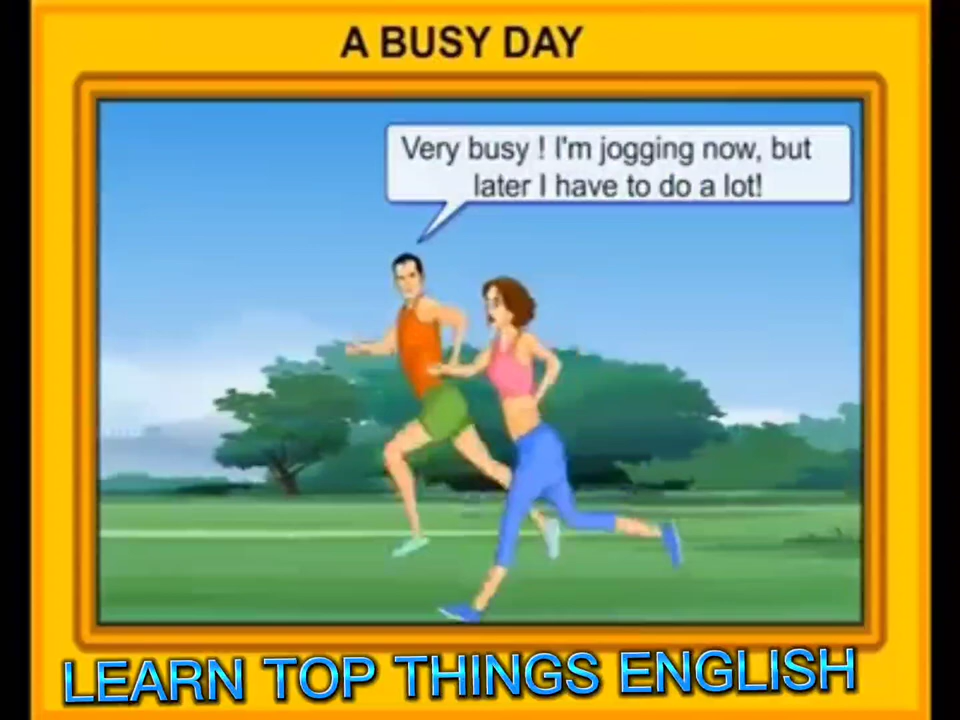 A BUSY DAY
Very busy ! I'm jogging now, but
later I have to do a lot!
LEARN TOP THINGS ENGLISH